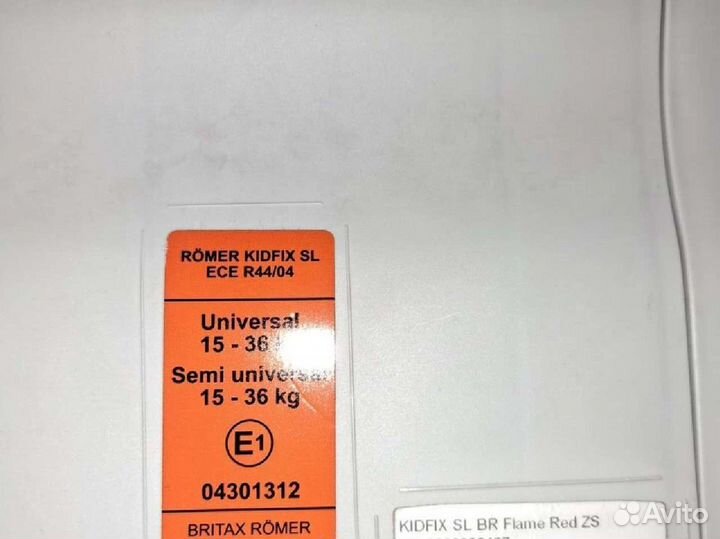 RÖMER KIDFIX SL
ECE R44/04
Universal
15 - 36
Semi universal
15 - 36 kg
E1
04301312
BRITAX RÖMER
KIDFIX SL BR Flame Red ZS
Avito